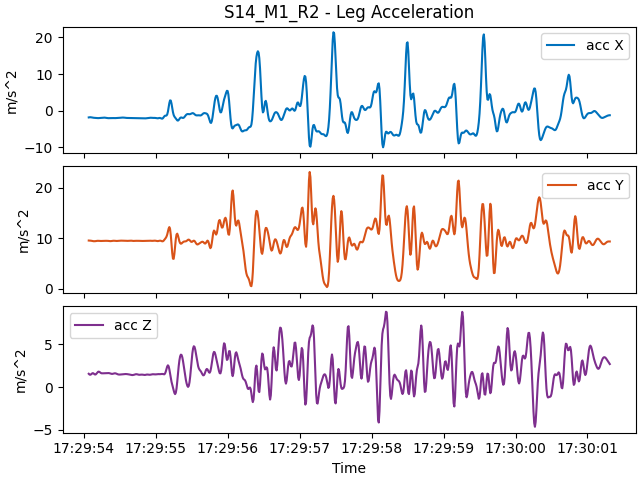 S14_M1_R2 - Leg Acceleration
20
10
0
−10
m/s^2
acc X
20
10
0
m/s^2
acc Y
5
0
−5
m/s^2
acc Z
17:29:54 17:29:55 17:29:56 17:29:57 17:29:58 17:29:59 17:30:00 17:30:01
Time